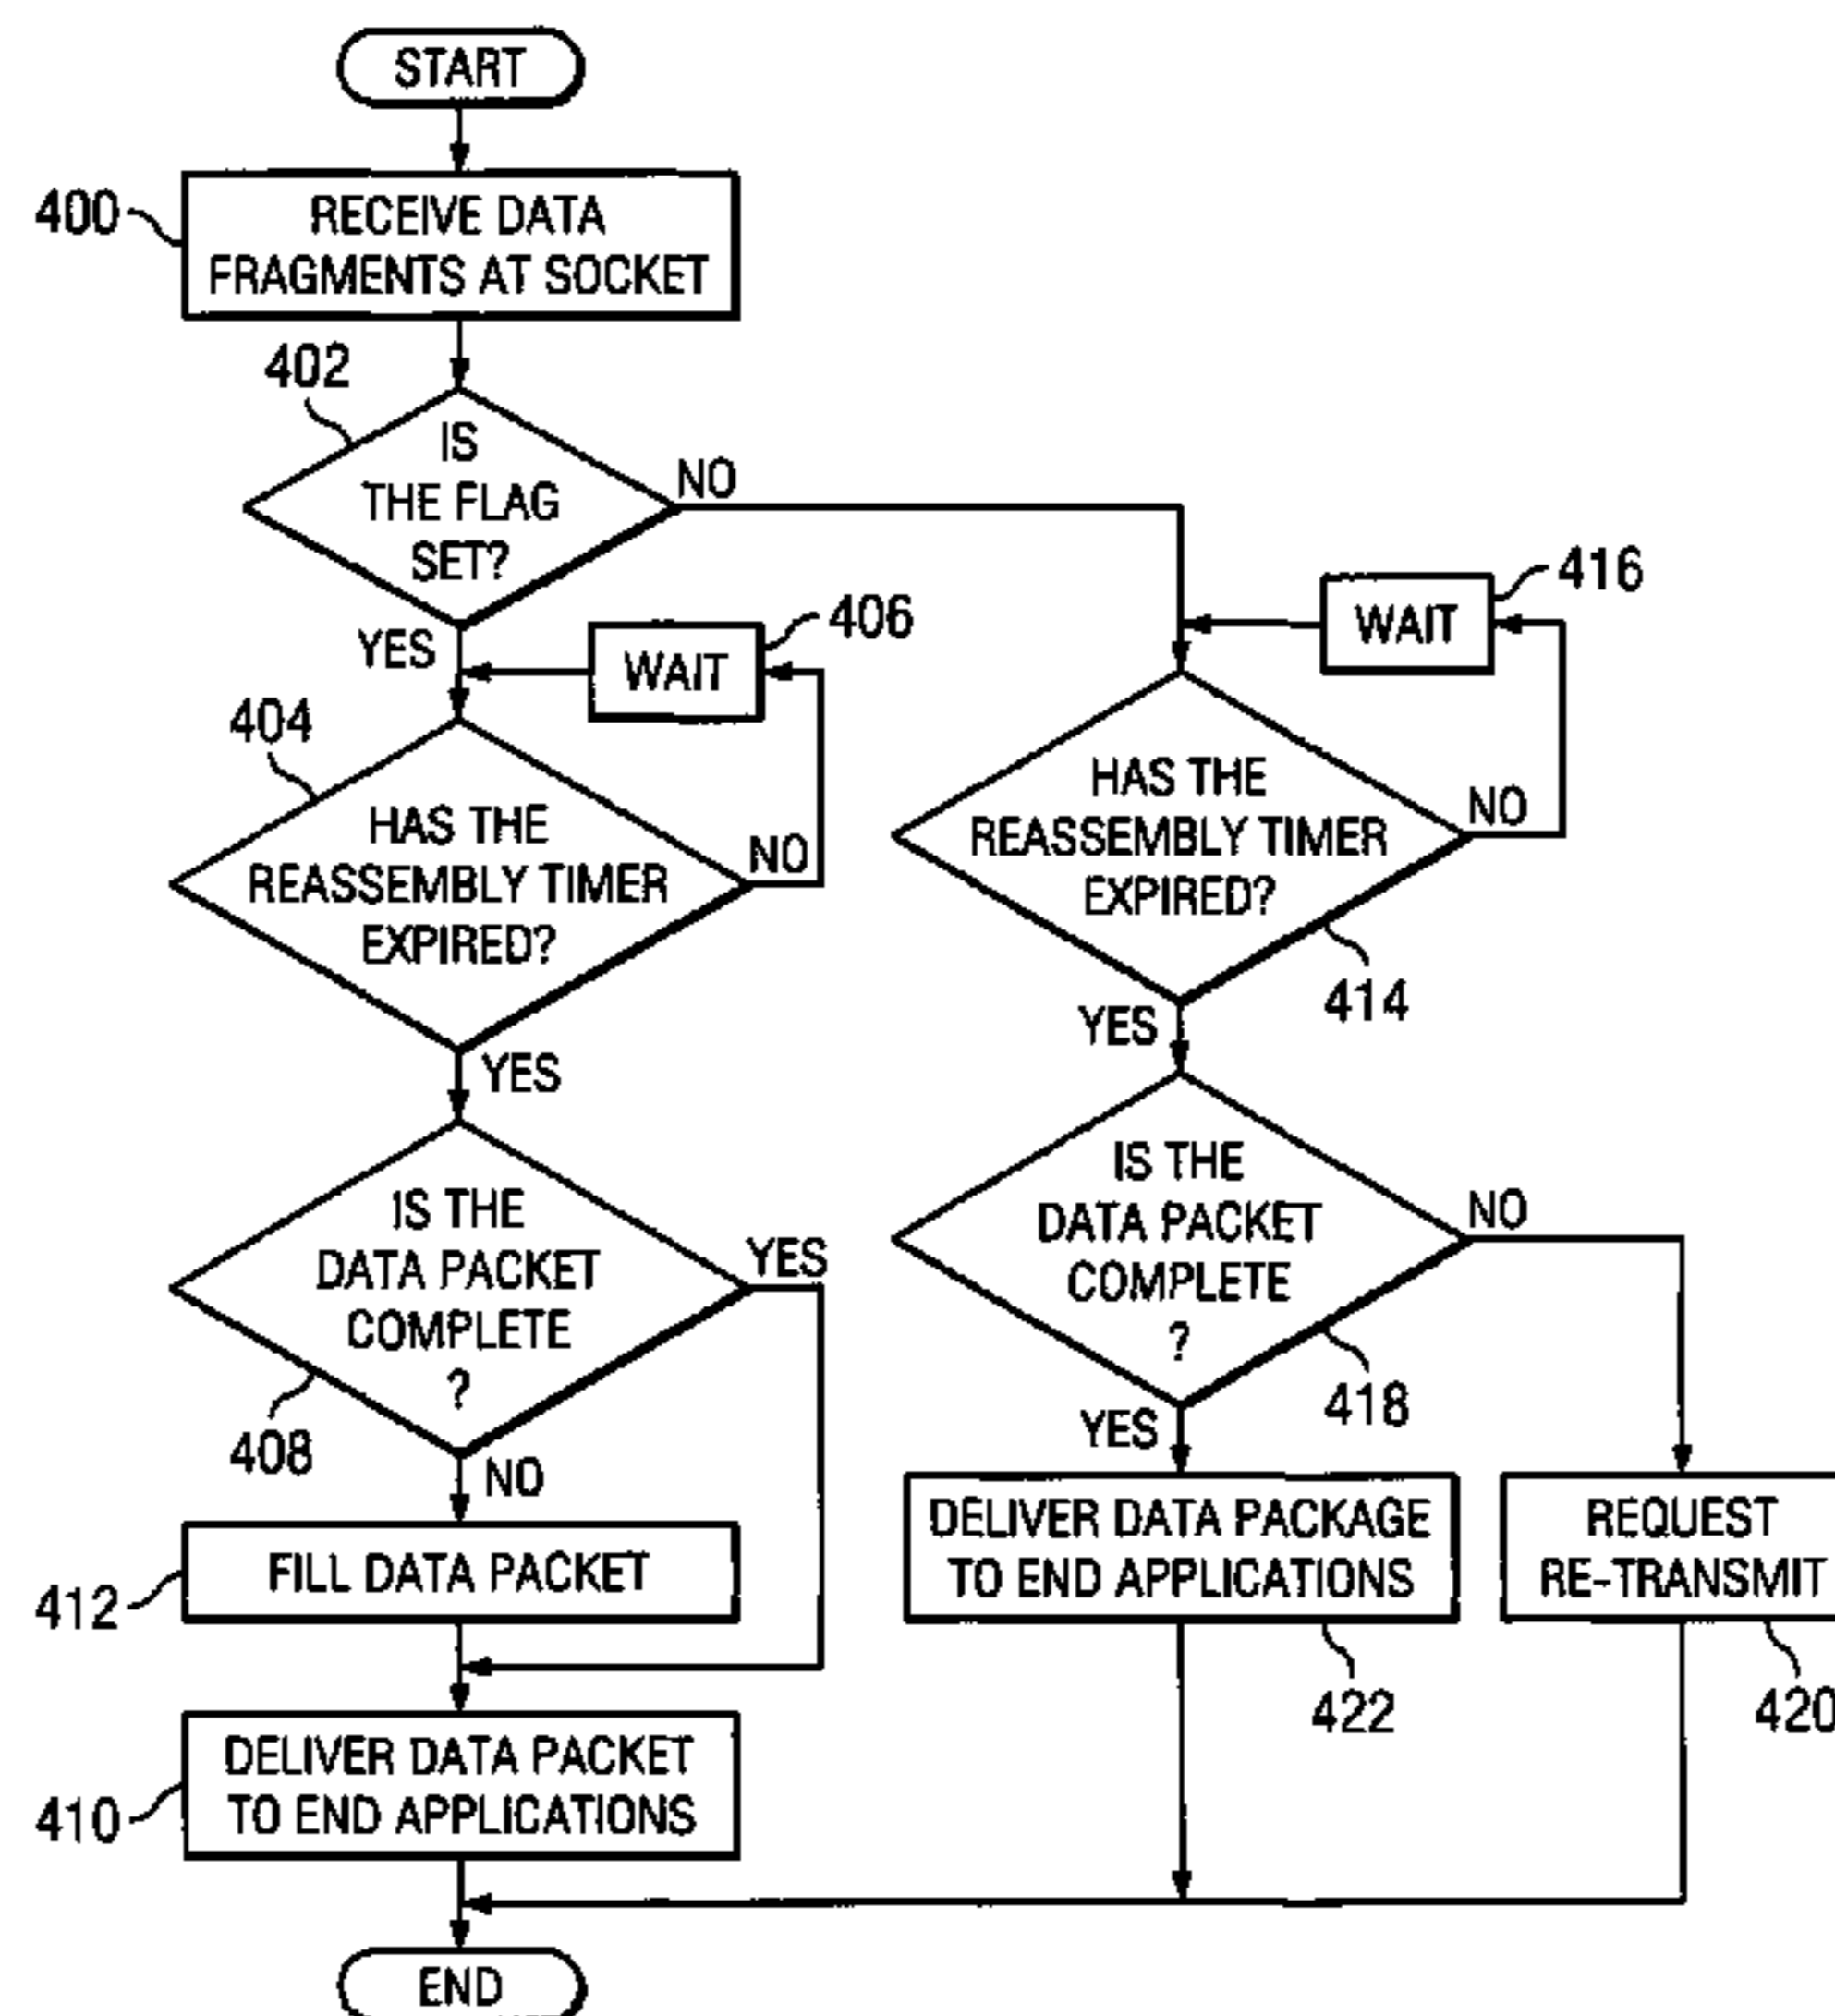 START
400
RECEIVE DATA
FRAGMENTS AT SOCKET
402
IS
THE FLAG
SET?
NO
YES
406
WAIT
416
WAIT
404
HAS THE
REASSEMBLY TIMER
EXPIRED?
NO
YES
HAS THE
REASSEMBLY TIMER
EXPIRED?
NO
414
YES
IS THE
DATA PACKET
COMPLETE
?
YES
408
NO
IS THE
DATA PACKET
COMPLETE
?
NO
418
YES
412
FILL DATA PACKET
DELIVER DATA PACKAGE
TO END APPLICATIONS
422
REQUEST
RE-TRANSMIT
420
410
DELIVER DATA PACKET
TO END APPLICATIONS
END